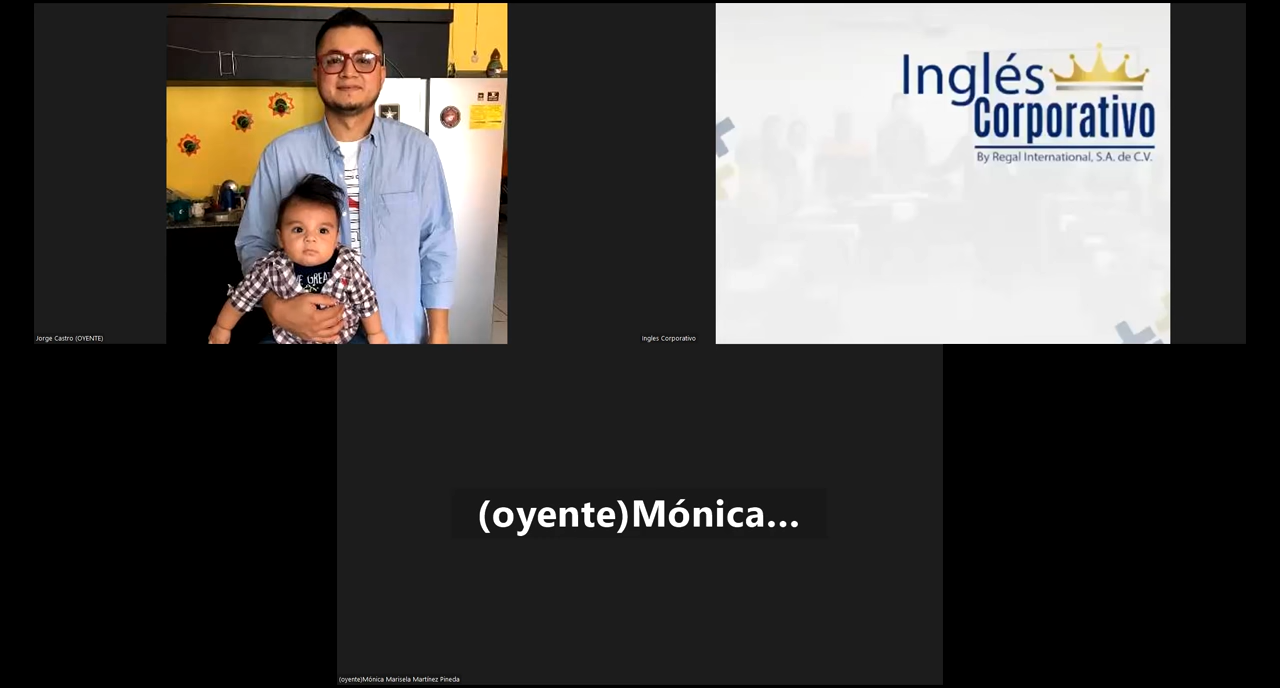 Inglés
Corporativo
By Regal International, S.A. de C.V.
Jorge Castro (OYENTE)
Ingles Corporativo
(oyente)Mónica...
(oyente)Mónica Marisela Martínez Pineda